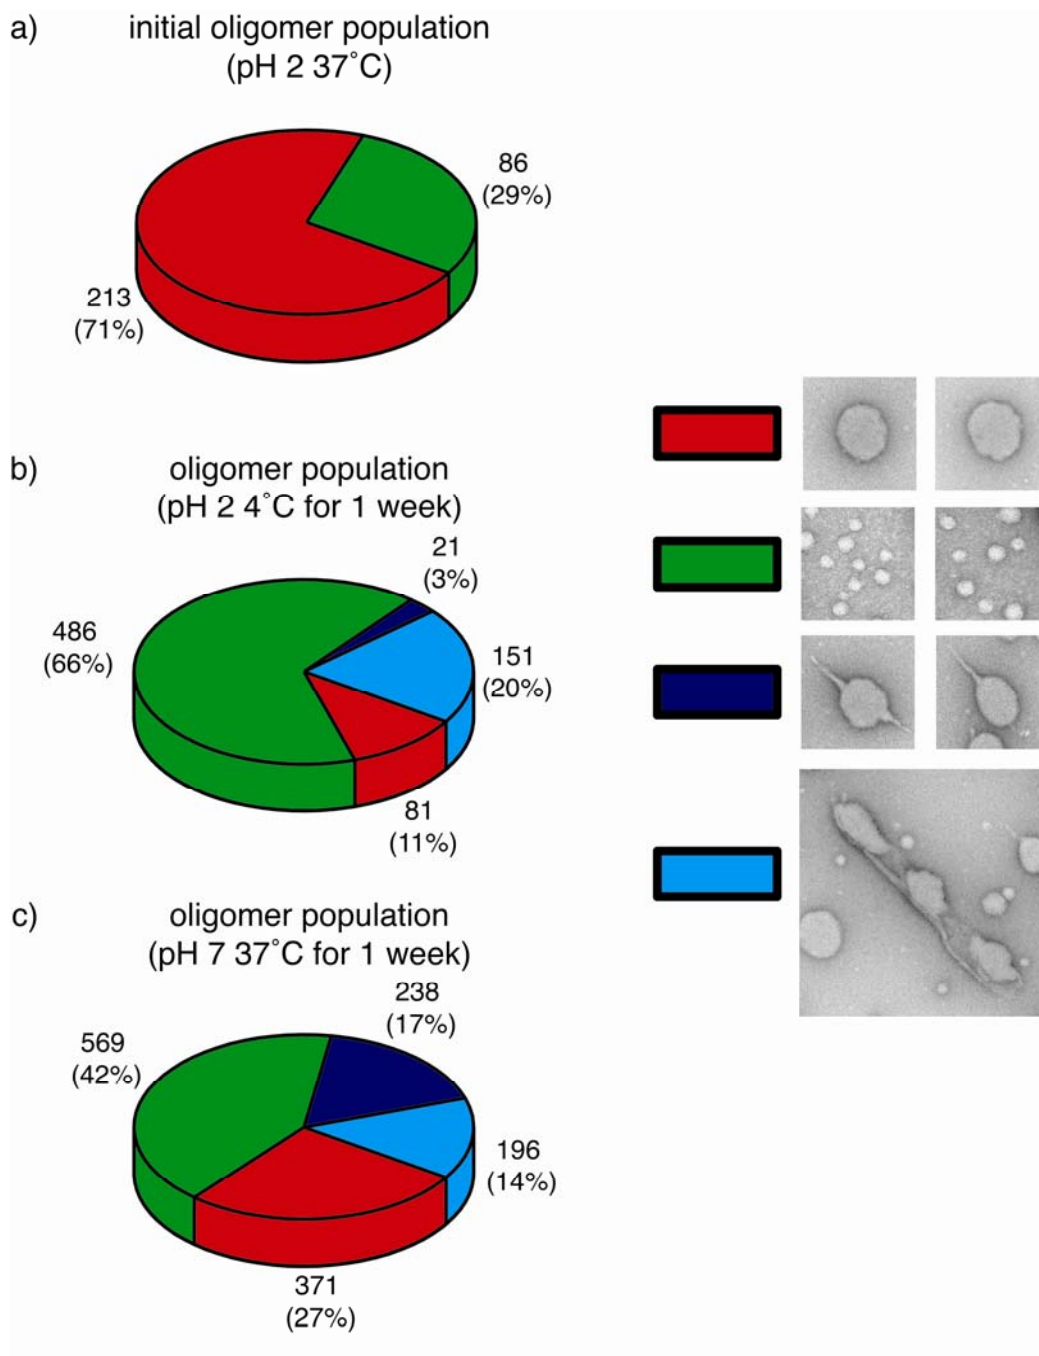 a)
initial oligomer population
(pH 2 37˚C)
86
(29%)
213
(71%)
b)
oligomer population
(pH 2 4˚C for 1 week)
21
(3%)
486
(66%)
151
(20%)
81
(11%)
c)
oligomer population
(pH 7 37˚C for 1 week)
238
(17%)
569
(42%)
196
(14%)
371
(27%)